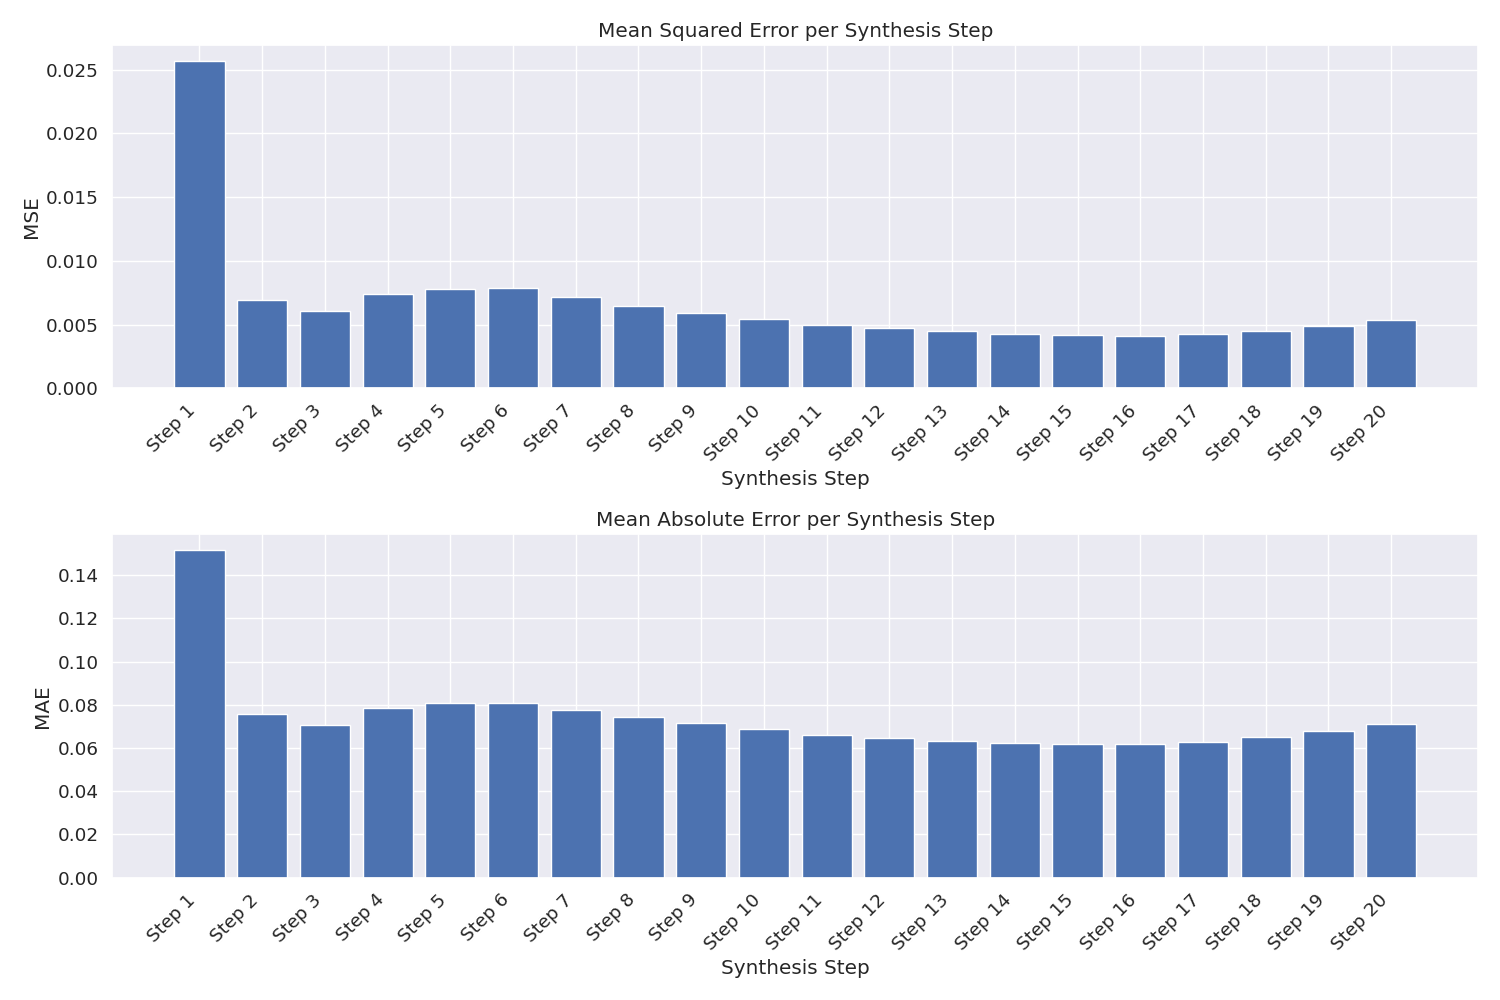 Mean Squared Error per Synthesis Step
MSE
0.025
0.020
0.015
0.010
0.005
0.000
Step 1
Step 2
Step 3
Step 4
Step 5
Step 6
Step 7
Step 8
Step 9
Step 10
Step 11
Step 12
Step 13
Step 14
Step 15
Step 16
Step 17
Step 18
Step 19
Step 20
Synthesis Step
Mean Absolute Error per Synthesis Step
MAE
0.14
0.12
0.10
0.08
0.06
0.04
0.02
0.00
Step 1
Step 2
Step 3
Step 4
Step 5
Step 6
Step 7
Step 8
Step 9
Step 10
Step 11
Step 12
Step 13
Step 14
Step 15
Step 16
Step 17
Step 18
Step 19
Step 20
Synthesis Step